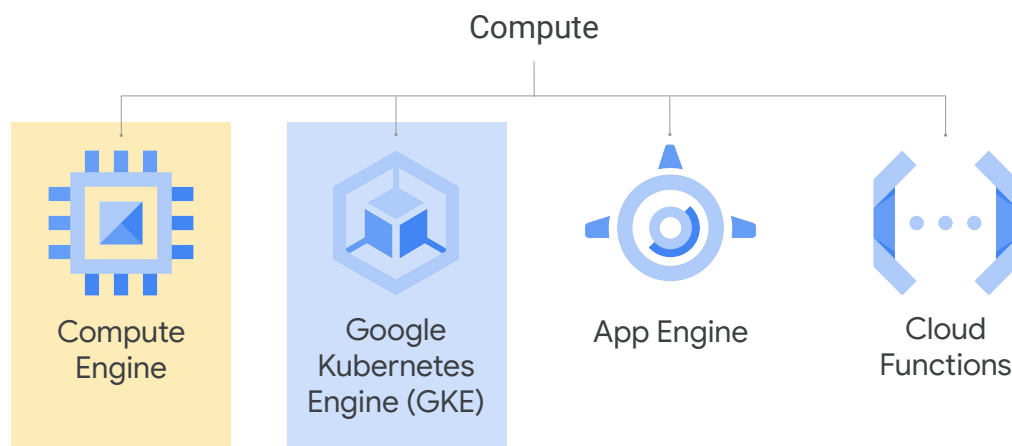 Compute
Compute
Engine
Google
Kubernetes
Engine (GKE)
App Engine
Cloud
Functions